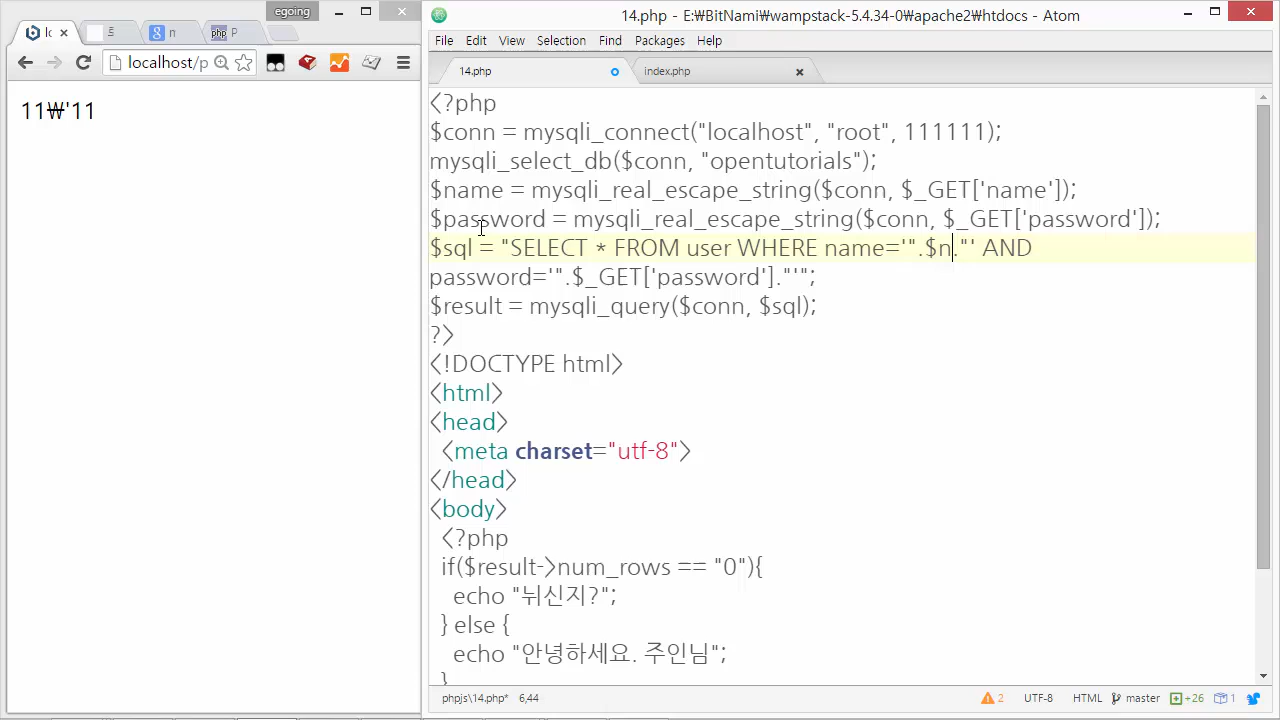 egoing
lo
5
n
php P
localhost/p
11₩'11
14.php - E:₩BitNami₩wampstack-5.4.34-0₩apache2₩htdocs - Atom
File Edit View Selection Find Packages Help
14.php index.php
<?php
$conn = mysqli_connect("localhost", "root", 111111);
mysqli_select_db($conn, "opentutorials");
$name = mysqli_real_escape_string($conn, $_GET['name']);
$password = mysqli_real_escape_string($conn, $_GET['password']);
$sql = "SELECT * FROM user WHERE name='".$n."' AND
password='".$_GET['password']."'";
$result = mysqli_query($conn, $sql);
?>
<!DOCTYPE html>
<html>
<head>
<meta charset="utf-8">
</head>
<body>
<?php
if($result->num_rows == "0"){
echo "뉘신지?";
} else {
echo "안녕하세요. 주인님";
}
phpjs\14.php* 6,44 2 UTF-8 HTML master +26 1